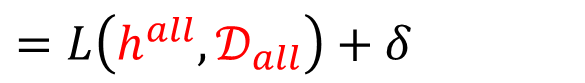 = L(h^{all}, 𝒟_{all}) + δ